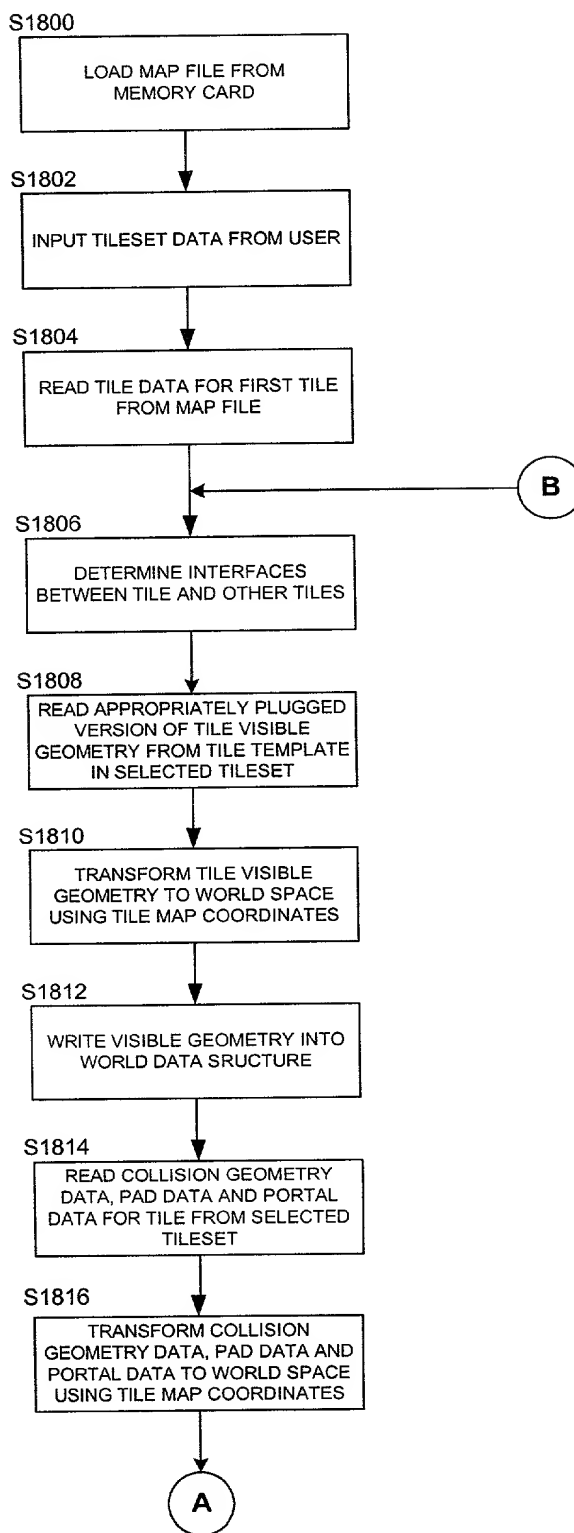 S1800
LOAD MAP FILE FROM
MEMORY CARD
S1802
INPUT TILESET DATA FROM USER
S1804
READ TILE DATA FOR FIRST TILE
FROM MAP FILE
B
S1806
DETERMINE INTERFACES
BETWEEN TILE AND OTHER TILES
S1808
READ APPROPRIATELY PLUGGED
VERSION OF TILE VISIBLE
GEOMETRY FROM TILE TEMPLATE
IN SELECTED TILESET
S1810
TRANSFORM TILE VISIBLE
GEOMETRY TO WORLD SPACE
USING TILE MAP COORDINATES
S1812
WRITE VISIBLE GEOMETRY INTO
WORLD DATA SRUCTURE
S1814
READ COLLISION GEOMETRY
DATA, PAD DATA AND PORTAL
DATA FOR TILE FROM SELECTED
TILESET
S1816
TRANSFORM COLLISION
GEOMETRY DATA, PAD DATA AND
PORTAL DATA TO WORLD SPACE
USING TILE MAP COORDINATES
A